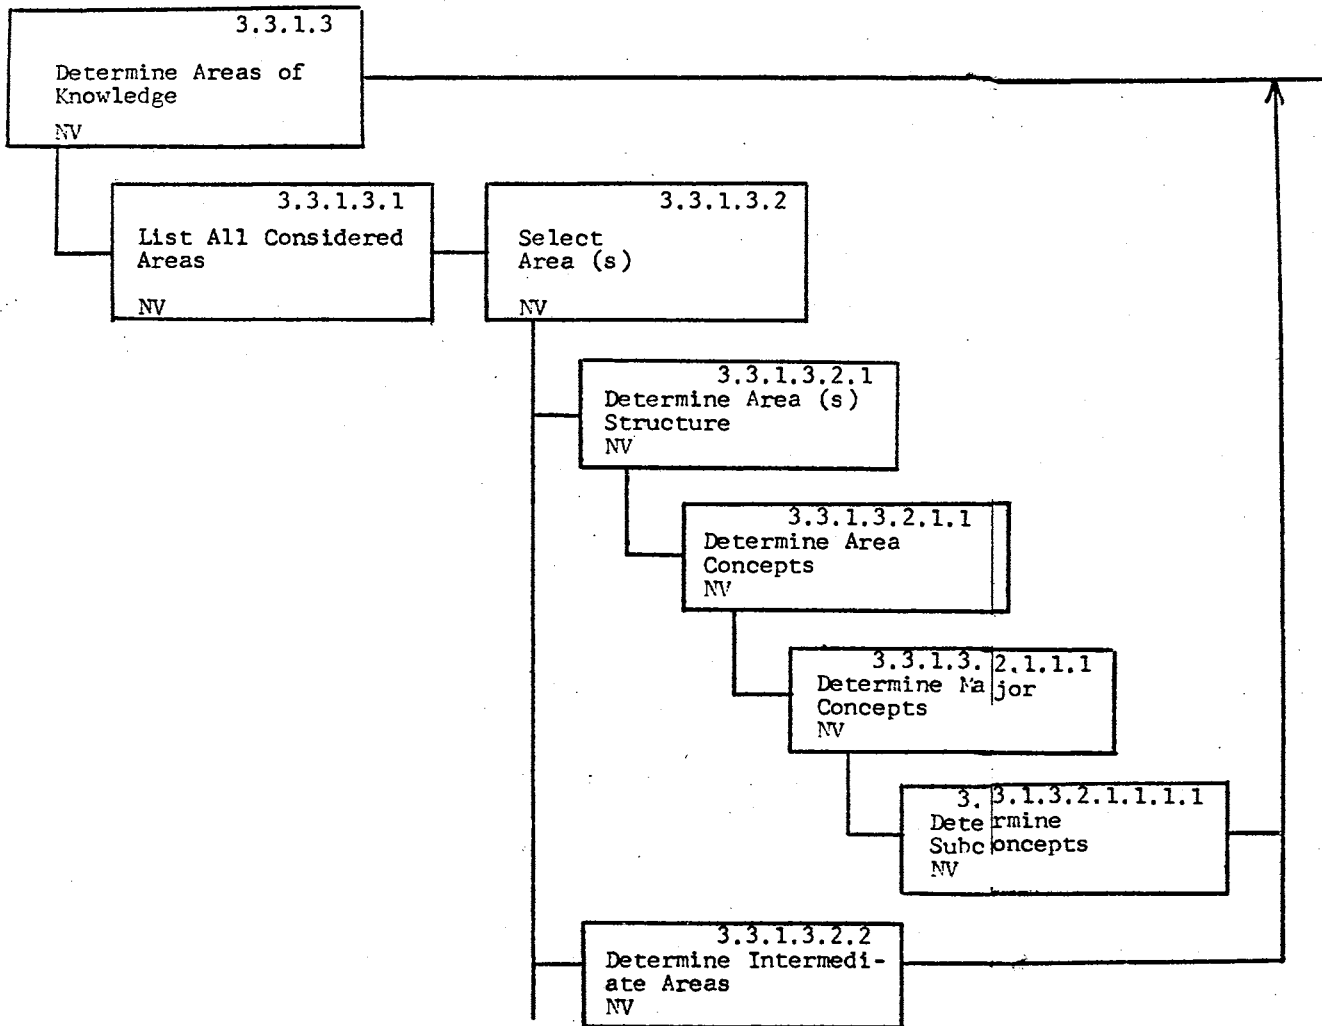 3.3.1.3
Determine Areas of
Knowledge
NV
3.3.1.3.1
List All Considered
Areas
NV
3.3.1.3.2
Select
Area (s)
NV
3.3.1.3.2.1
Determine Area (s)
Structure
NV
3.3.1.3.2.1.1
Determine Area
Concepts
NV
3.3.1.3.2.1.1.1
Determine Major
Concepts
NV
3.3.1.3.2.1.1.1.1
Determine
Subconcepts
NV
3.3.1.3.2.2
Determine Intermedi-
ate Areas
NV